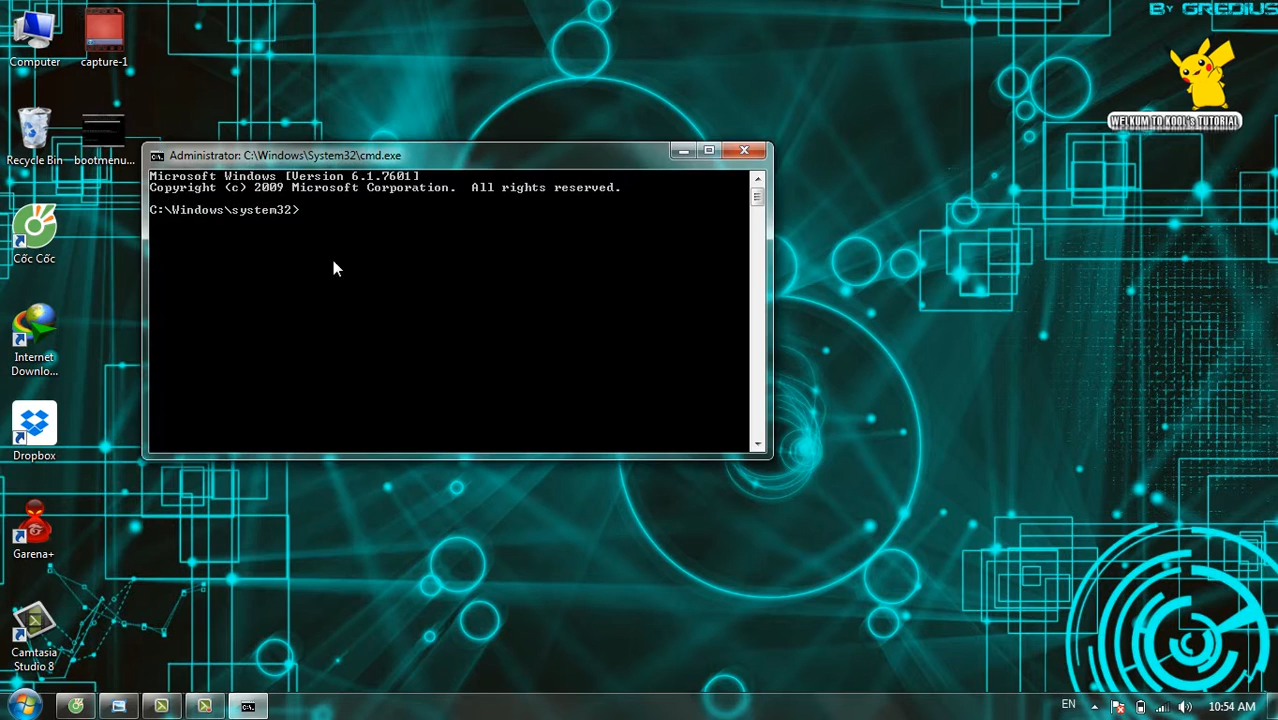 By GREDIUS
WELKUM TO KOOL's TUTORIAL
Computer
capture-1
Recycle Bin
bootmenu...
Cốc Cốc
Internet
Downlo...
Dropbox
Garena+
Camtasia
Studio 8
Administrator: C:\Windows\System32\cmd.exe
Microsoft Windows [Version 6.1.7601]
Copyright (c) 2009 Microsoft Corporation.  All rights reserved.
C:\Windows\system32>
EN
10:54 AM